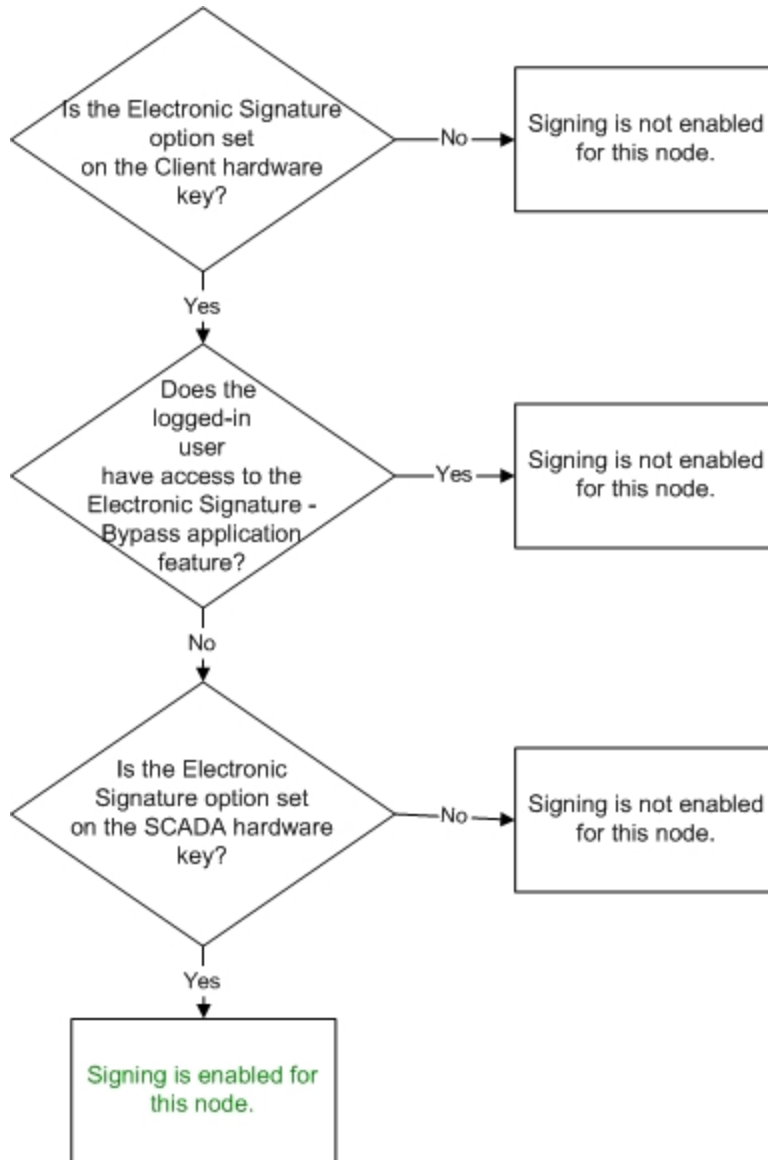 Is the Electronic Signature
option set
on the Client hardware
key?
No
Signing is not enabled
for this node.
Yes
Does the
logged-in
user
have access to the
Electronic Signature -
Bypass application
feature?
Yes
Signing is not enabled
for this node.
No
Is the Electronic
Signature option set
on the SCADA hardware
key?
No
Signing is not enabled
for this node.
Yes
Signing is enabled for
this node.